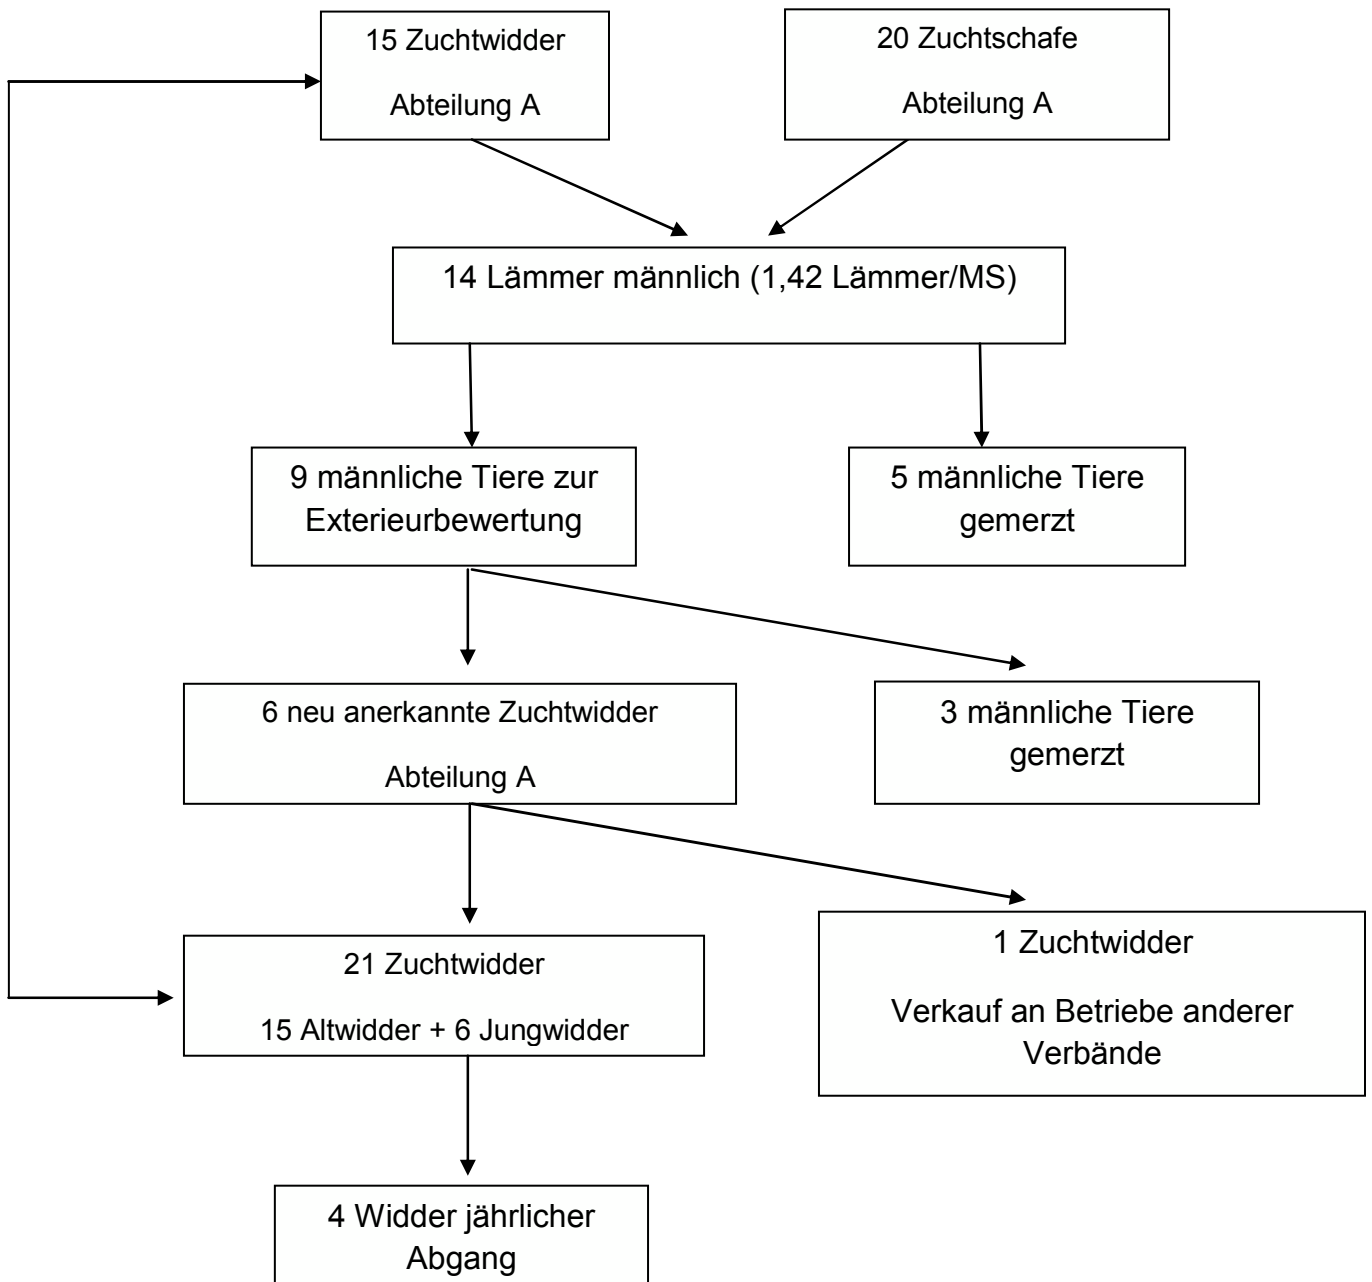 15 Zuchtwidder
Abteilung A
20 Zuchtschafe
Abteilung A
14 Lämmer männlich (1,42 Lämmer/MS)
9 männliche Tiere zur
Exterieurbewertung
5 männliche Tiere
gemerzt
6 neu anerkannte Zuchtwidder
Abteilung A
3 männliche Tiere
gemerzt
21 Zuchtwidder
15 Altwidder + 6 Jungwidder
1 Zuchtwidder
Verkauf an Betriebe anderer
Verbände
4 Widder jährlicher
Abgang